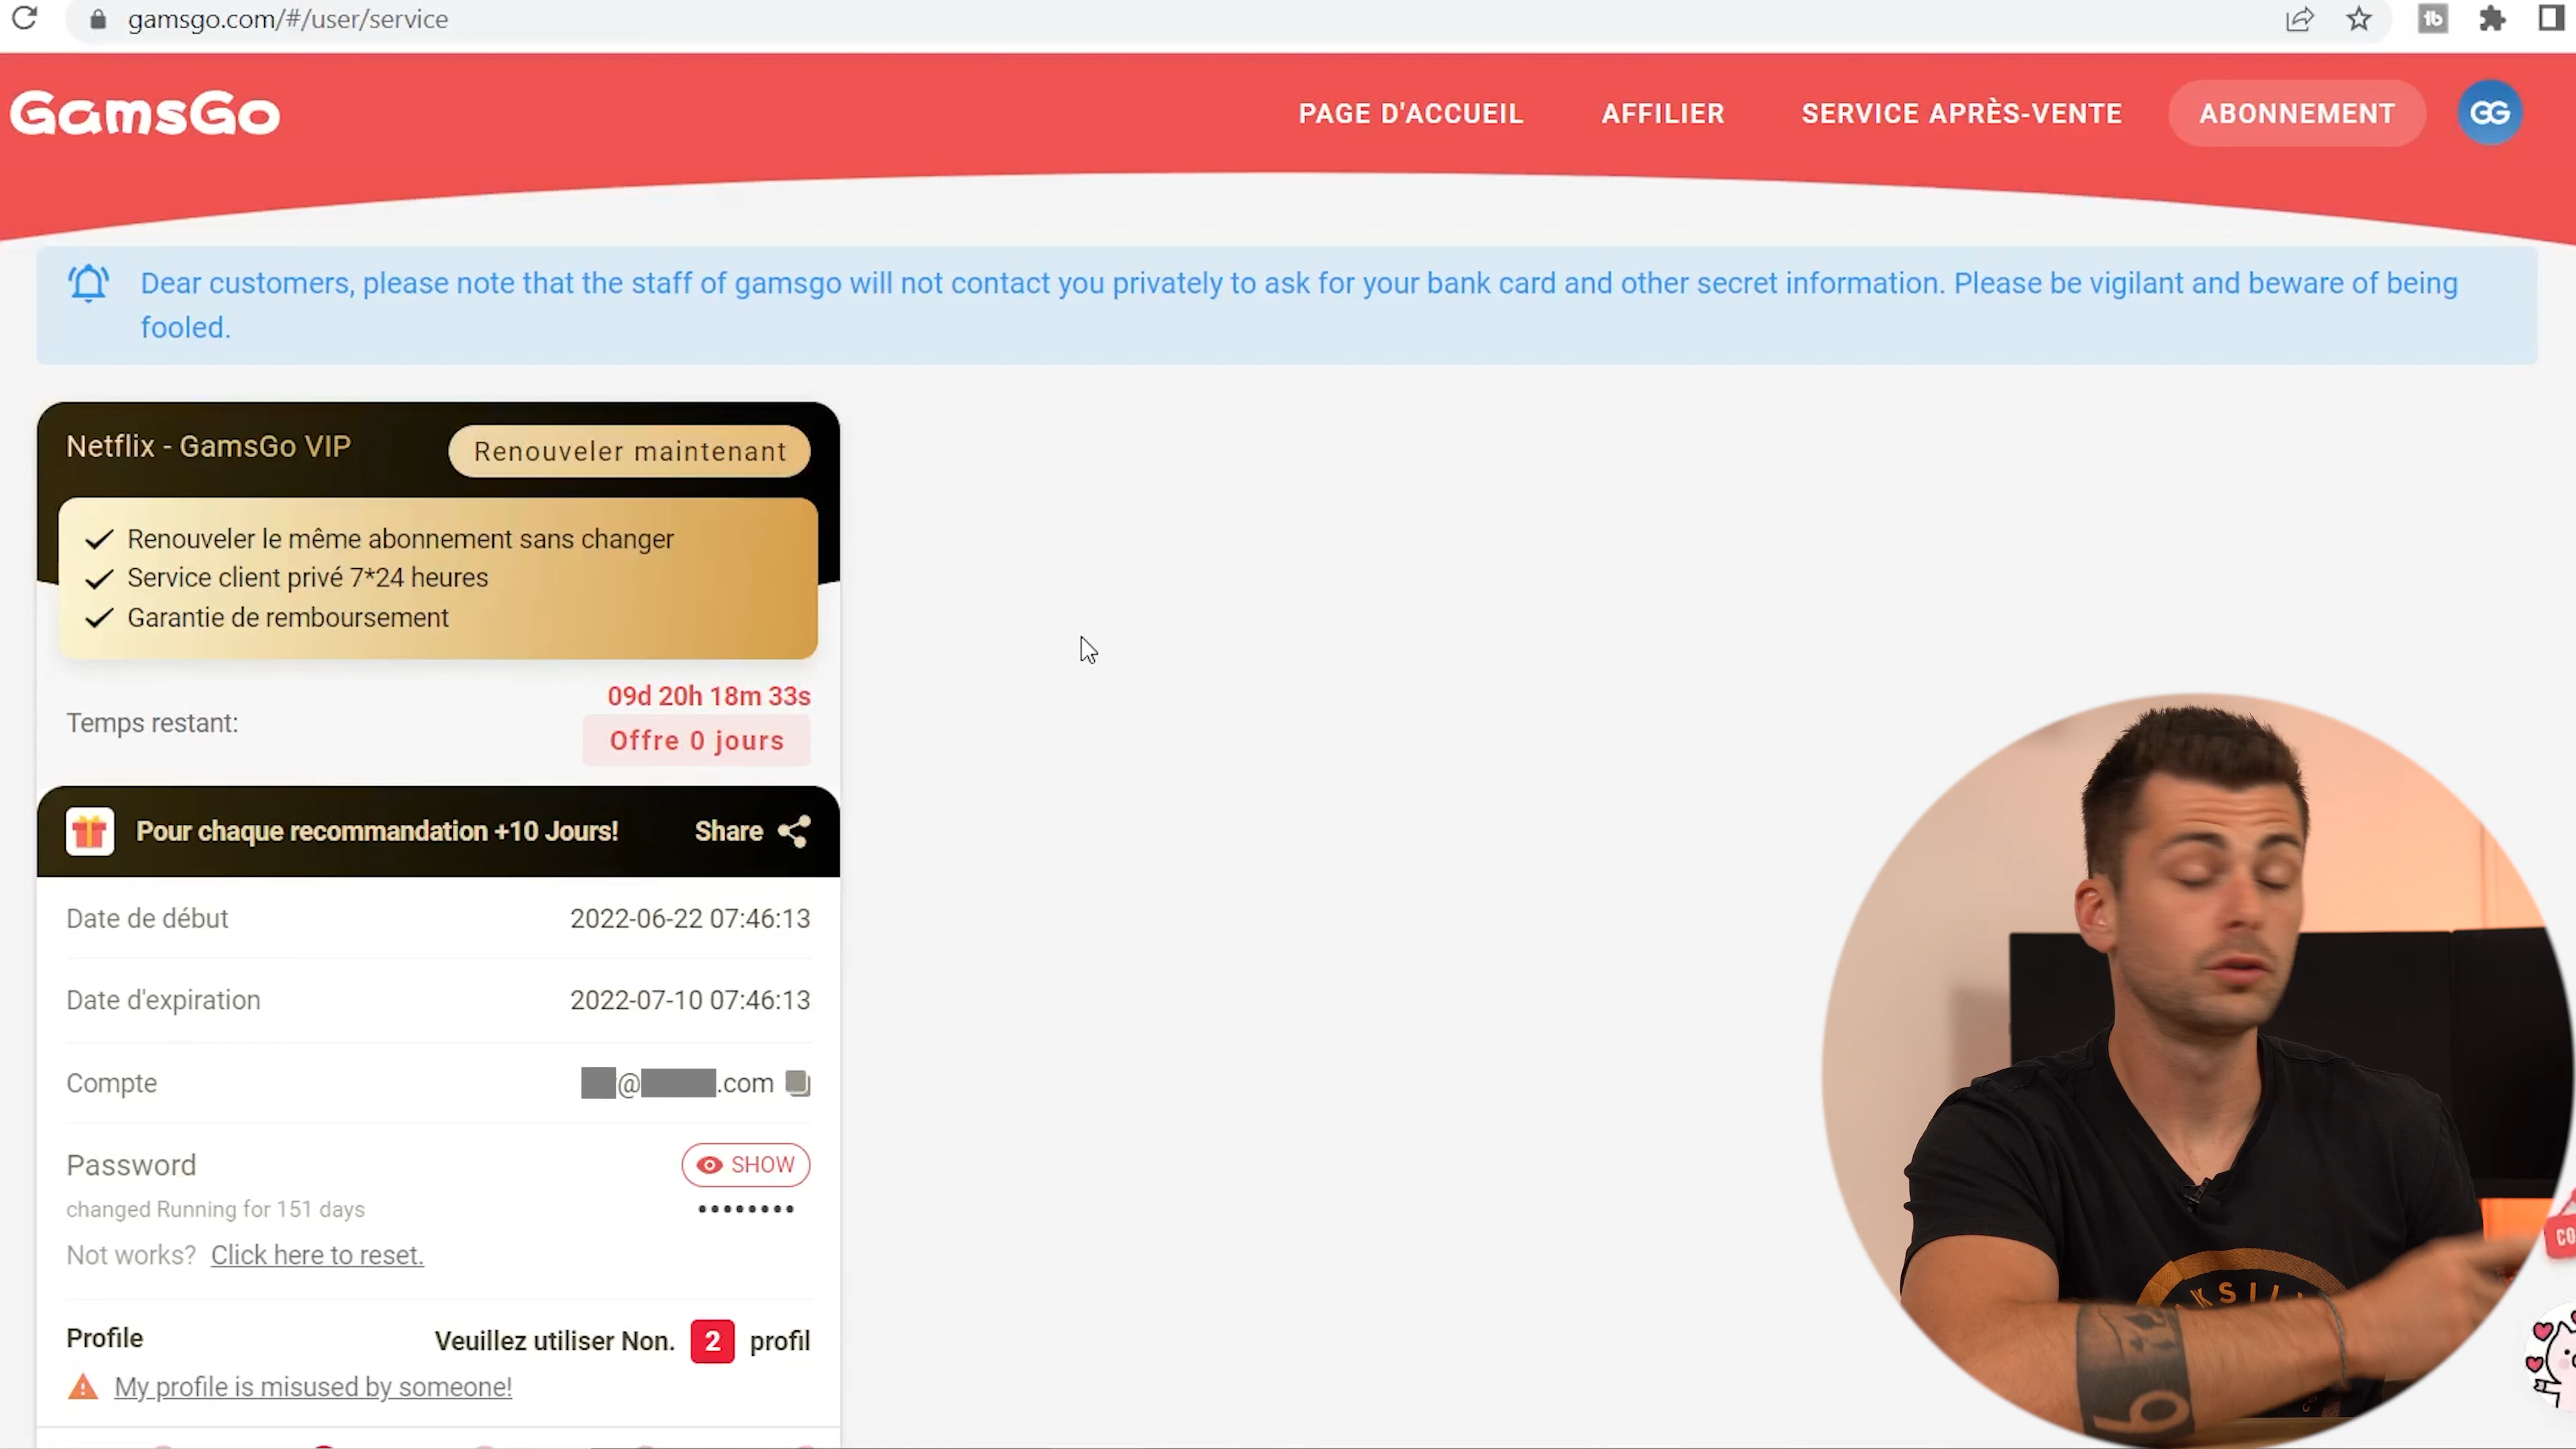 gamsgo.com/#/user/service
GamsGo
PAGE D'ACCUEIL
AFFILIER
SERVICE APRÈS-VENTE
ABONNEMENT
GG
Dear customers, please note that the staff of gamsgo will not contact you privately to ask for your bank card and other secret information. Please be vigilant and beware of being
fooled.
Netflix - GamsGo VIP
Renouveler maintenant
Renouveler le même abonnement sans changer
Service client privé 7*24 heures
Garantie de remboursement
Temps restant:
09d 20h 18m 33s
Offre 0 jours
Pour chaque recommandation +10 Jours!
Share
Date de début
2022-06-22 07:46:13
Date d'expiration
2022-07-10 07:46:13
Compte
@ .com
Password
SHOW
changed Running for 151 days
••••••••
Not works? Click here to reset.
Profile
Veuillez utiliser Non. 2 profil
My profile is misused by someone!